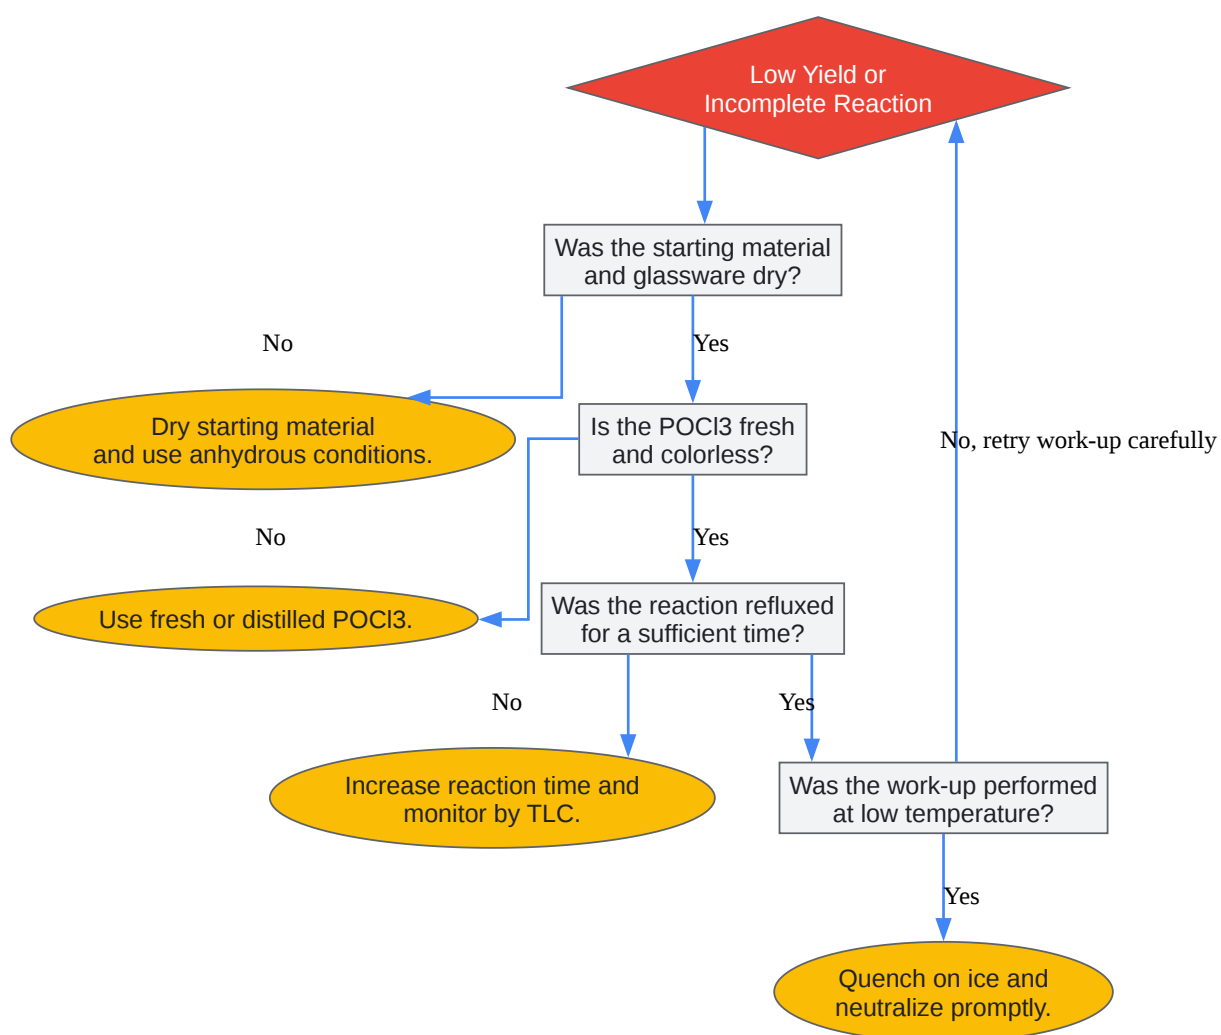 Low Yield or
Incomplete Reaction
Was the starting material
and glassware dry?
No
Yes
Dry starting material
and use anhydrous conditions.
Is the POCl3 fresh
and colorless?
No, retry work-up carefully
No
Yes
Use fresh or distilled POCl3.
Was the reaction refluxed
for a sufficient time?
No
Yes
Increase reaction time and
monitor by TLC.
Was the work-up performed
at low temperature?
Yes
Quench on ice and
neutralize promptly.